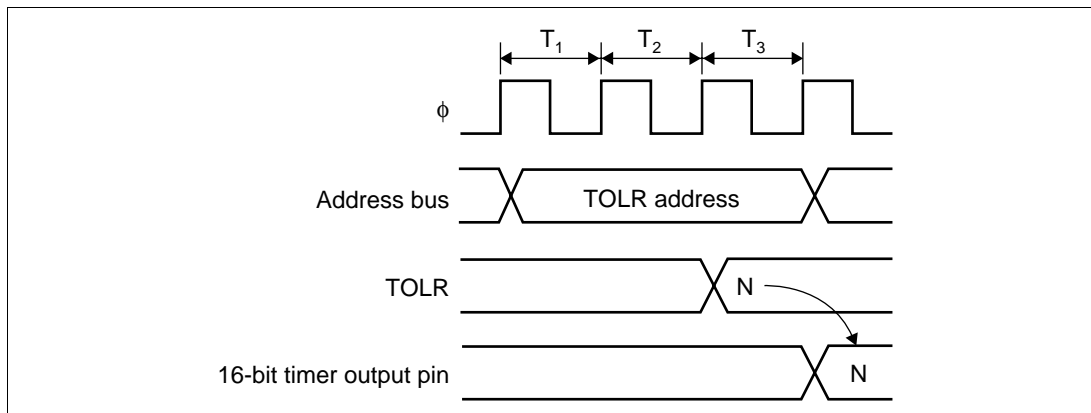 T1 T2 T3
ϕ
Address bus
TOLR address
TOLR
N
16-bit timer output pin
N